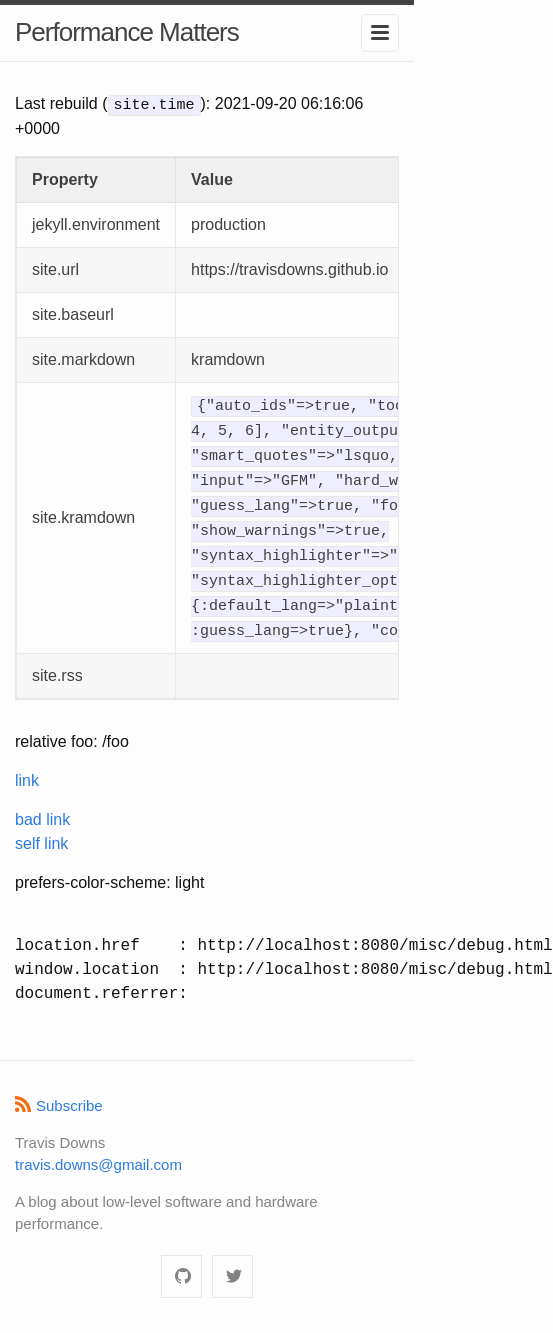 Performance Matters
Last rebuild (site.time): 2021-09-20 06:16:06
+0000
Property Value
jekyll.environment production
site.url https://travisdowns.github.io
site.baseurl
site.markdown kramdown
site.kramdown
{"auto_ids"=>true, "toc
4, 5, 6], "entity_outpu
"smart_quotes"=>"lsquo,
"input"=>"GFM", "hard_w
"guess_lang"=>true, "fo
"show_warnings"=>true,
"syntax_highlighter"=>"
"syntax_highlighter_opt
{:default_lang=>"plaint
:guess_lang=>true}, "co
site.rss
relative foo: /foo
link
bad link
self link
prefers-color-scheme: light
location.href    : http://localhost:8080/misc/debug.html
window.location  : http://localhost:8080/misc/debug.html
document.referrer:
Subscribe
Travis Downs
travis.downs@gmail.com
A blog about low-level software and hardware
performance.